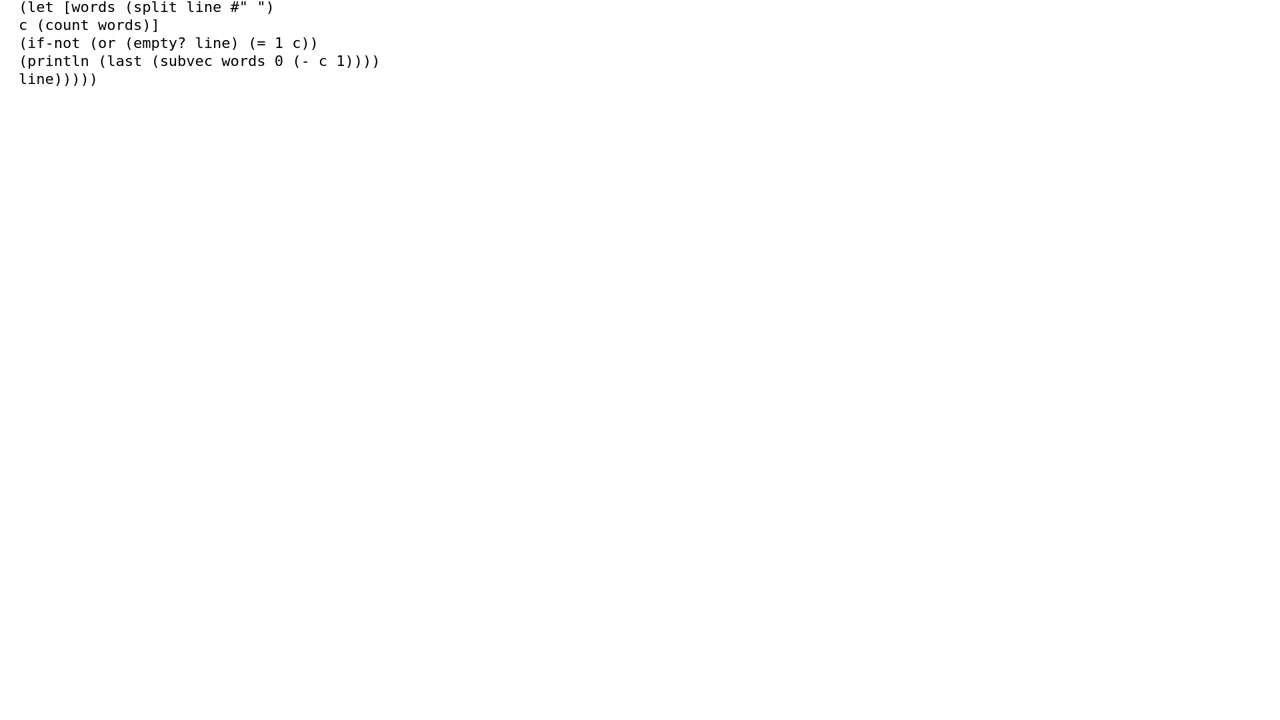 (let [words (split line #" ")
c (count words)]
(if-not (or (empty? line) (= 1 c))
(println (last (subvec words 0 (- c 1))))
line)))))